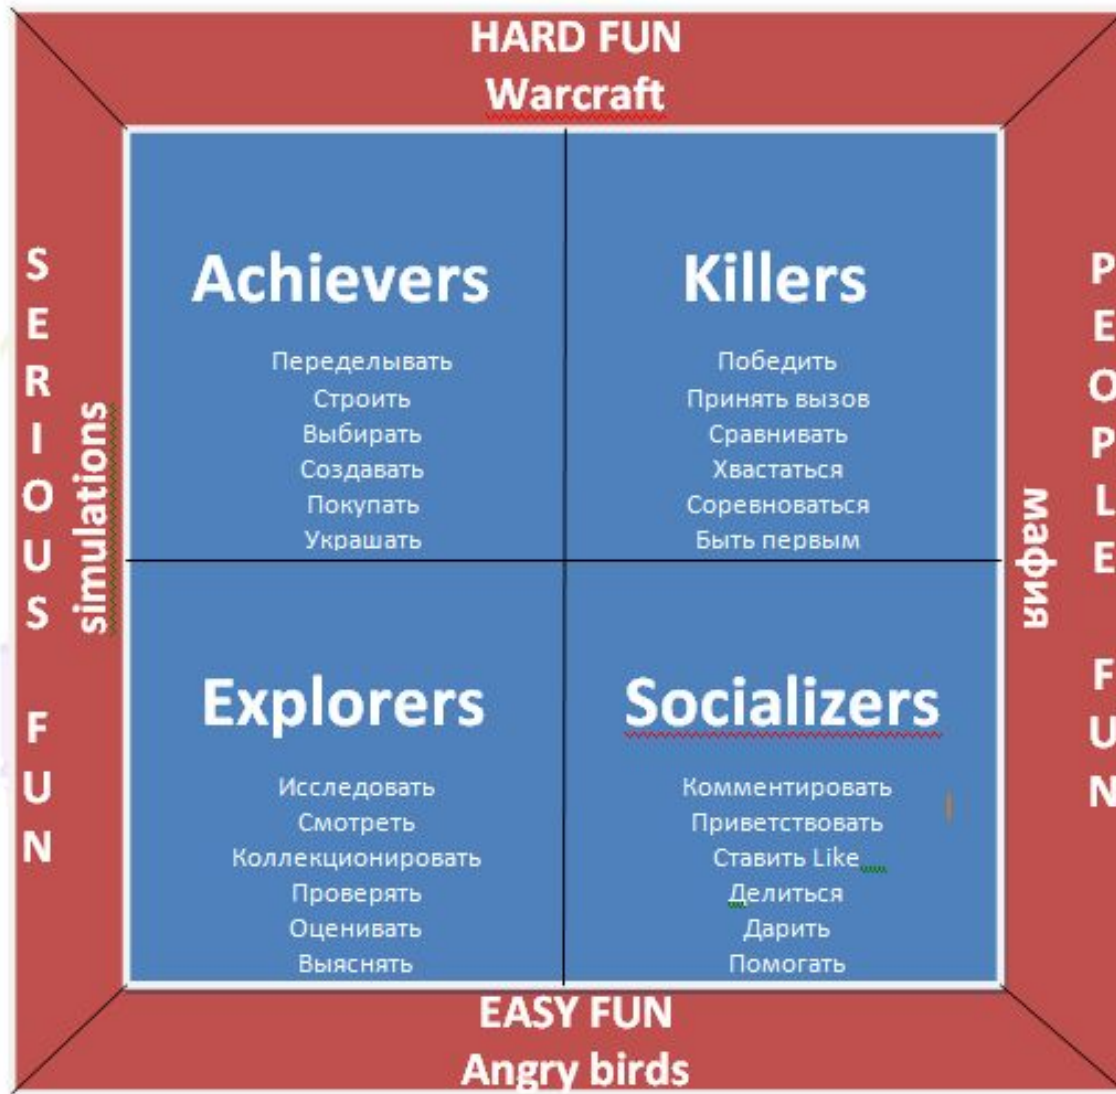 HARD FUN
Warcraft
SERIOUS FUN
simulations
Achievers
Переделывать
Строить
Выбирать
Создавать
Покупать
Украшать
Killers
Победить
Принять вызов
Сравнивать
Хвастаться
Соревноваться
Быть первым
Explorers
Исследовать
Смотреть
Коллекционировать
Проверять
Оценивать
Выяснять
Socializers
Комментировать
Приветствовать
Ставить Like
Делиться
Дарить
Помогать
мафия
PEOPLE FUN
EASY FUN
Angry birds